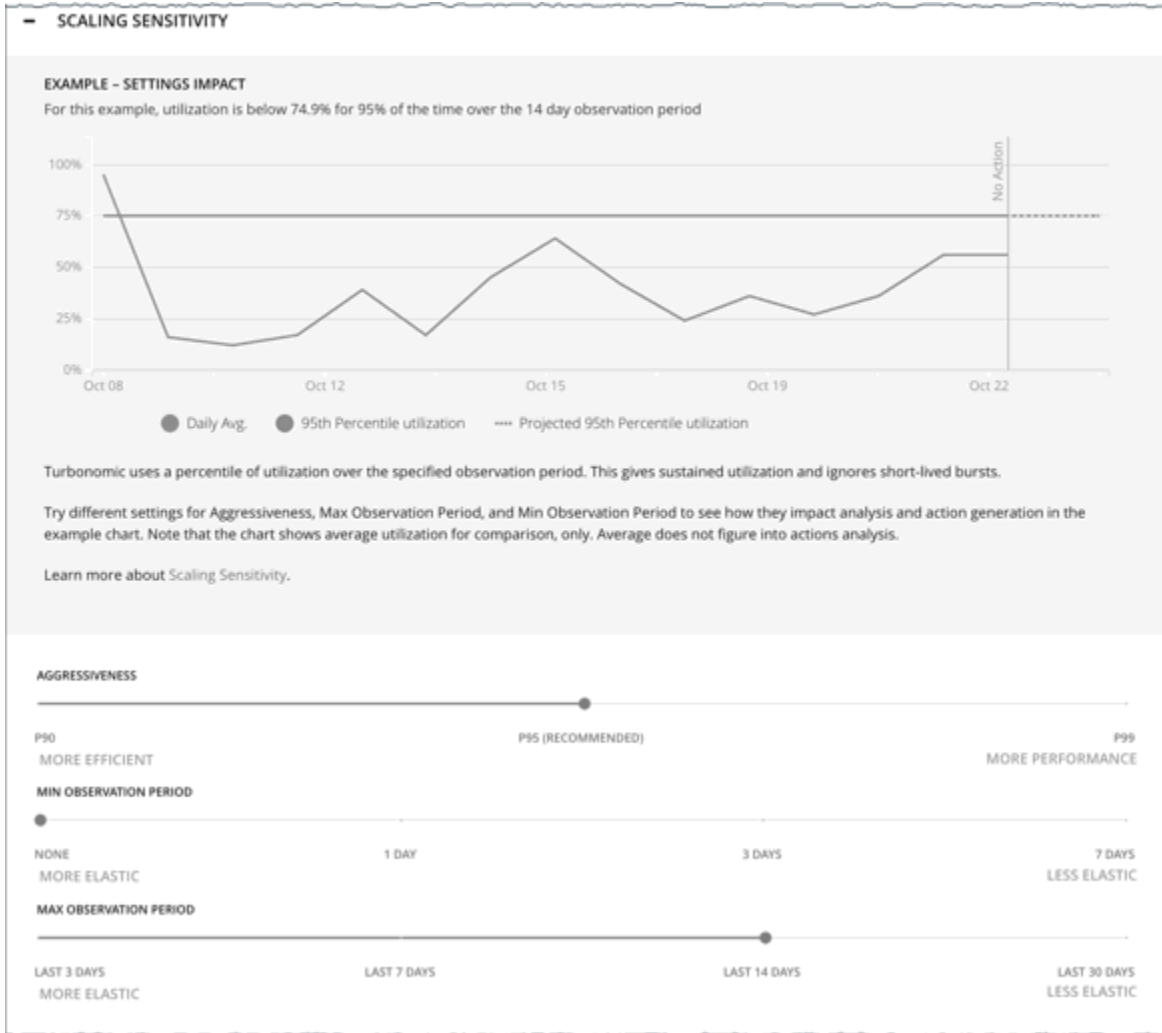 – SCALING SENSITIVITY
EXAMPLE – SETTINGS IMPACT
For this example, utilization is below 74.9% for 95% of the time over the 14 day observation period
100%
75%
50%
25%
0%
No Action
Oct 08 Oct 12 Oct 15 Oct 19 Oct 22
Daily Avg. 95th Percentile utilization Projected 95th Percentile utilization
Turbonomic uses a percentile of utilization over the specified observation period. This gives sustained utilization and ignores short-lived bursts.
Try different settings for Aggressiveness, Max Observation Period, and Min Observation Period to see how they impact analysis and action generation in the
example chart. Note that the chart shows average utilization for comparison, only. Average does not figure into actions analysis.
Learn more about Scaling Sensitivity.
AGGRESSIVENESS
P90 P95 (RECOMMENDED) P99
MORE EFFICIENT MORE PERFORMANCE
MIN OBSERVATION PERIOD
NONE 1 DAY 3 DAYS 7 DAYS
MORE ELASTIC LESS ELASTIC
MAX OBSERVATION PERIOD
LAST 3 DAYS LAST 7 DAYS LAST 14 DAYS LAST 30 DAYS
MORE ELASTIC LESS ELASTIC